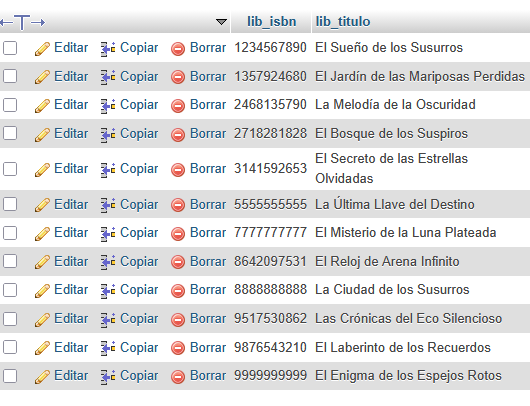 lib_isbn lib_titulo
Editar Copiar Borrar 1234567890 El Sueño de los Susurros
Editar Copiar Borrar 1357924680 El Jardín de las Mariposas Perdidas
Editar Copiar Borrar 2468135790 La Melodía de la Oscuridad
Editar Copiar Borrar 2718281828 El Bosque de los Suspiros
Editar Copiar Borrar 3141592653 El Secreto de las Estrellas
Olvidadas
Editar Copiar Borrar 5555555555 La Última Llave del Destino
Editar Copiar Borrar 7777777777 El Misterio de la Luna Plateada
Editar Copiar Borrar 8642097531 El Reloj de Arena Infinito
Editar Copiar Borrar 8888888888 La Ciudad de los Susurros
Editar Copiar Borrar 9517530862 Las Crónicas del Eco Silencioso
Editar Copiar Borrar 9876543210 El Laberinto de los Recuerdos
Editar Copiar Borrar 9999999999 El Enigma de los Espejos Rotos